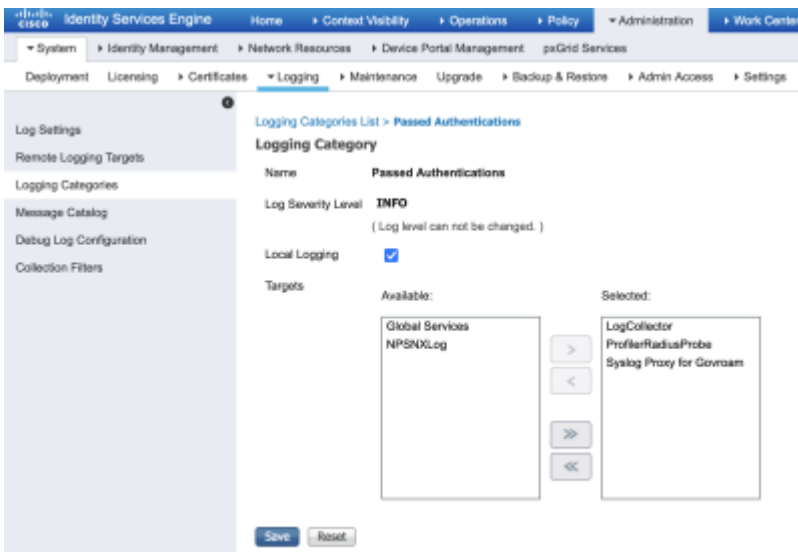 CISCO Identity Services Engine Home Context Visibility Operations Policy Administration Work Center
System Identity Management Network Resources Device Portal Management pxGrid Services
Deployment Licensing Certificates Logging Maintenance Upgrade Backup & Restore Admin Access Settings
Log Settings
Remote Logging Targets
Logging Categories
Message Catalog
Debug Log Configuration
Collection Filters
Logging Categories List > Passed Authentications
Logging Category
Name Passed Authentications
Log Severity Level INFO
( Log level can not be changed. )
Local Logging
Targets
Available: Selected:
Global Services
NPSNXLog
>
<
>>
<<
LogCollector
ProfilerRadiusProbe
Syslog Proxy for Govroam
Save Reset